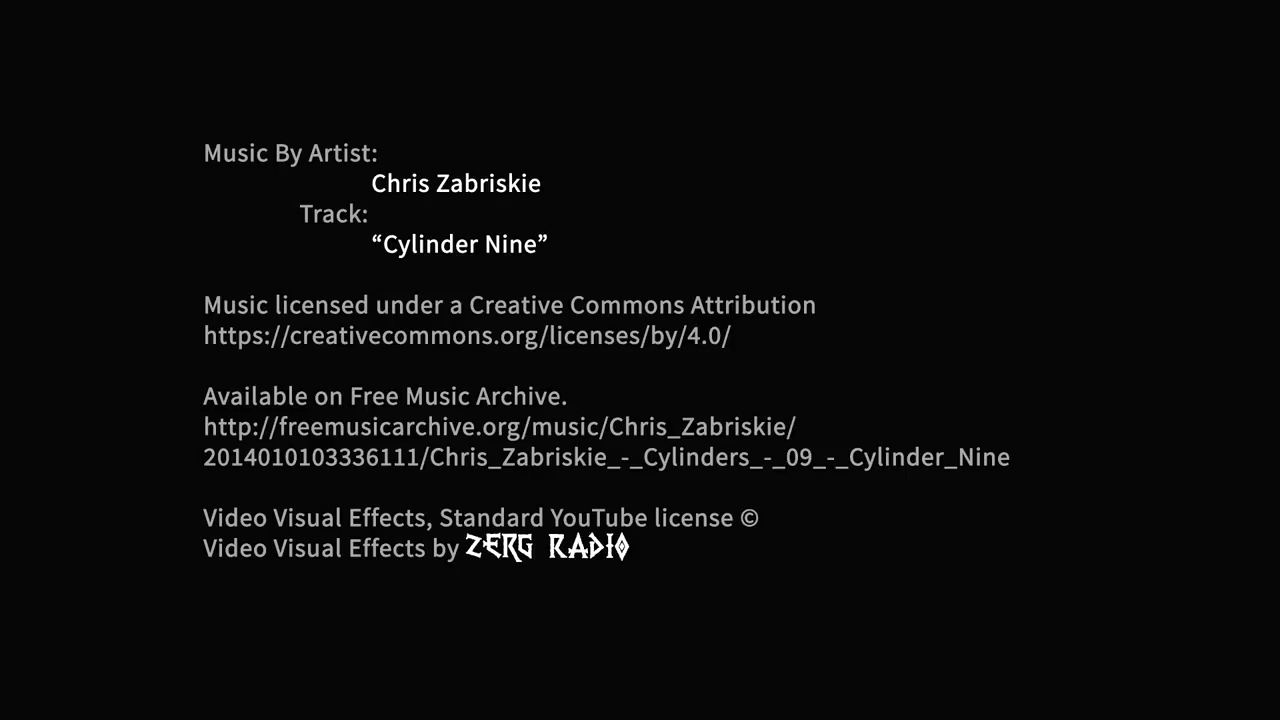 Music By Artist:
Chris Zabriskie
Track:
“Cylinder Nine”
Music licensed under a Creative Commons Attribution
https://creativecommons.org/licenses/by/4.0/
Available on Free Music Archive.
http://freemusicarchive.org/music/Chris_Zabriskie/
2014010103336111/Chris_Zabriskie_-_Cylinders_-_09_-_Cylinder_Nine
Video Visual Effects, Standard YouTube license ©
Video Visual Effects by ZERG RADIO